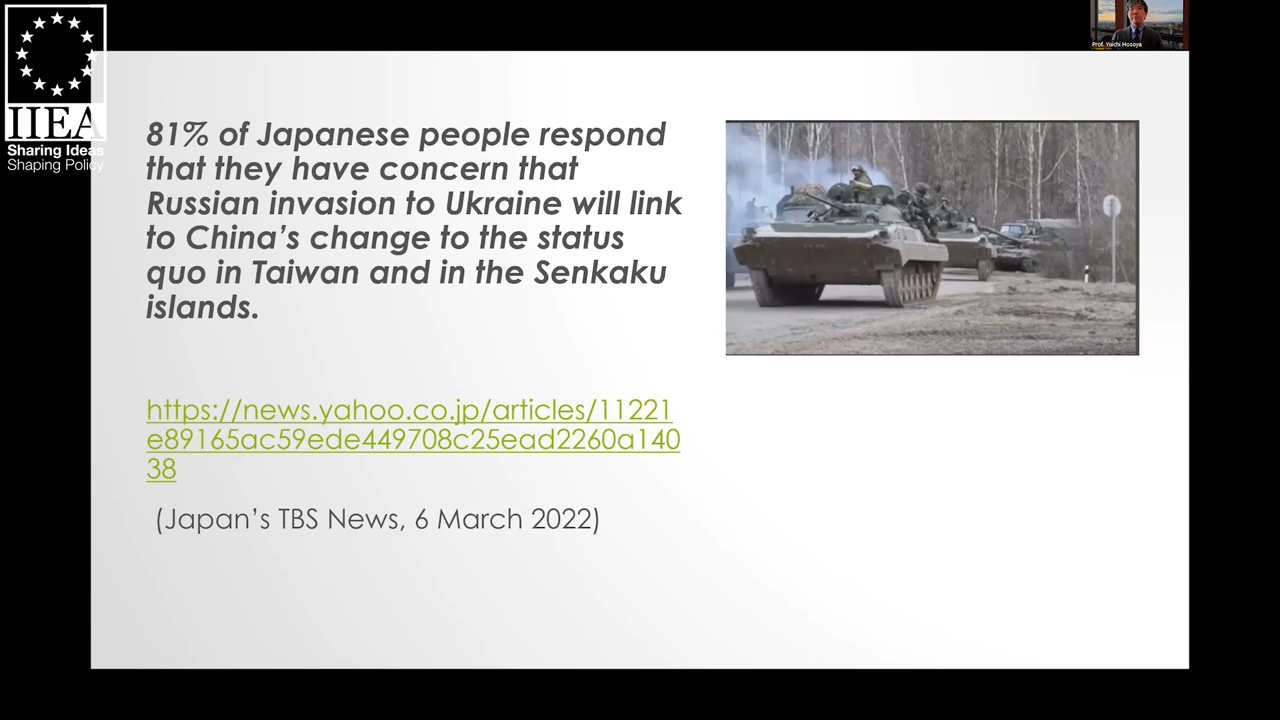 IIEA
Sharing Ideas
Shaping Policy
Prof. Yuichi Hosoya
81% of Japanese people respond
that they have concern that
Russian invasion to Ukraine will link
to China’s change to the status
quo in Taiwan and in the Senkaku
islands.
https://news.yahoo.co.jp/articles/11221
e89165ac59ede449708c25ead2260a140
38
(Japan’s TBS News, 6 March 2022)